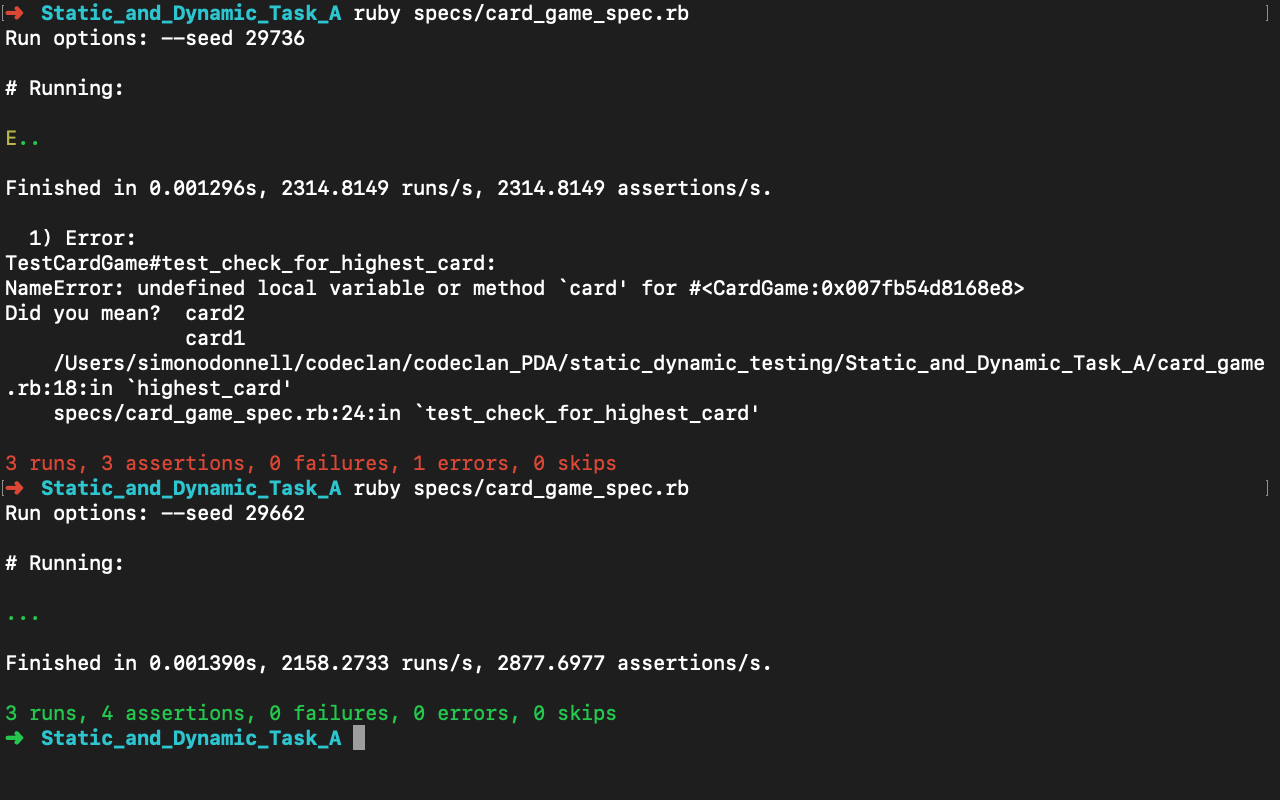 [➜ Static_and_Dynamic_Task_A ruby specs/card_game_spec.rb ]
Run options: --seed 29736
# Running:
E..
Finished in 0.001296s, 2314.8149 runs/s, 2314.8149 assertions/s.
  1) Error:
TestCardGame#test_check_for_highest_card:
NameError: undefined local variable or method `card' for #<CardGame:0x007fb54d8168e8>
Did you mean?  card2
               card1
    /Users/simonodonnell/codeclan/codeclan_PDA/static_dynamic_testing/Static_and_Dynamic_Task_A/card_game
.rb:18:in `highest_card'
    specs/card_game_spec.rb:24:in `test_check_for_highest_card'
3 runs, 3 assertions, 0 failures, 1 errors, 0 skips
[➜ Static_and_Dynamic_Task_A ruby specs/card_game_spec.rb ]
Run options: --seed 29662
# Running:
...
Finished in 0.001390s, 2158.2733 runs/s, 2877.6977 assertions/s.
3 runs, 4 assertions, 0 failures, 0 errors, 0 skips
➜ Static_and_Dynamic_Task_A